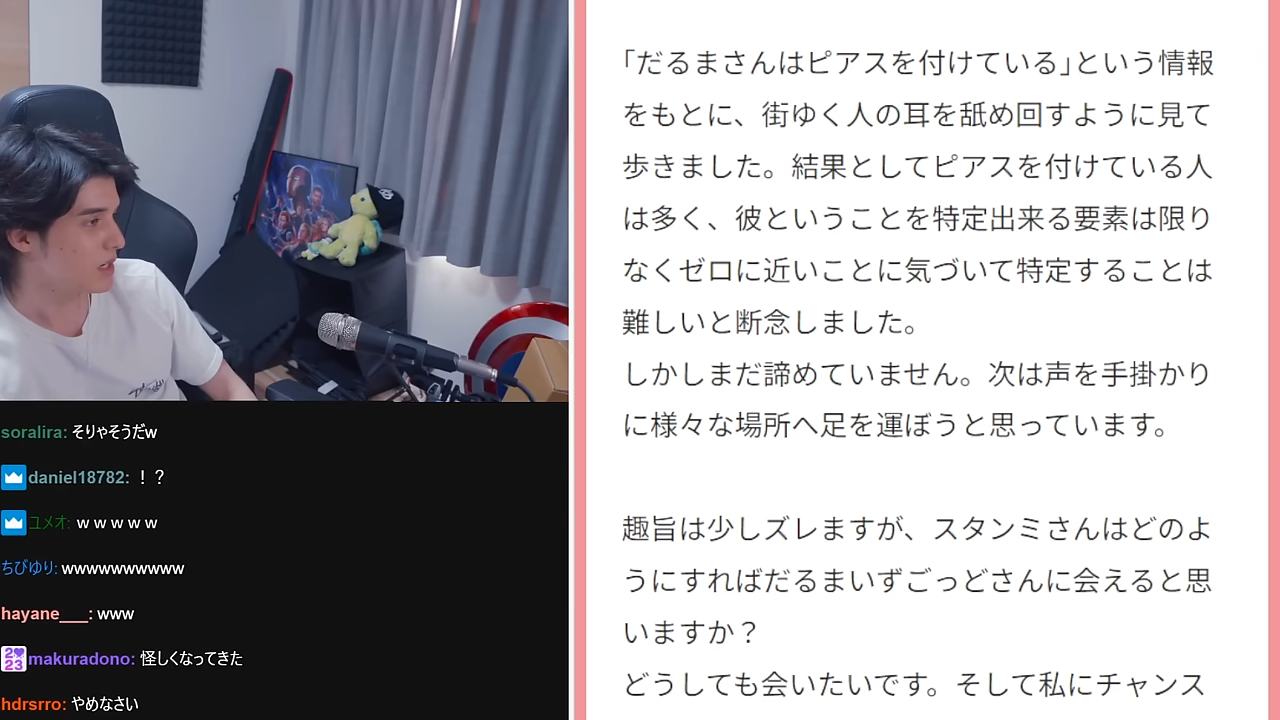 「だるまさんはピアスを付けている」という情報
をもとに、街ゆく人の耳を舐め回すように見て
歩きました。結果としてピアスを付けている人
は多く、彼ということを特定出来る要素は限り
なくゼロに近いことに気づいて特定することは
難しいと断念しました。
しかしまだ諦めていません。次は声を手掛かり
に様々な場所へ足を運ぼうと思っています。
趣旨は少しズレますが、スタンミさんはどのよ
うにすればだるまいずごっどさんに会えると思
いますか？
どうしても会いたいです。そして私にチャンス
soralira: そりゃそうだw
daniel18782: ！？
ユメオ: ｗｗｗｗｗ
ちぴゆり: wwwwwwwwww
hayane___: www
2023 makuradono: 怪しくなってきた
hdrsrro: やめなさい